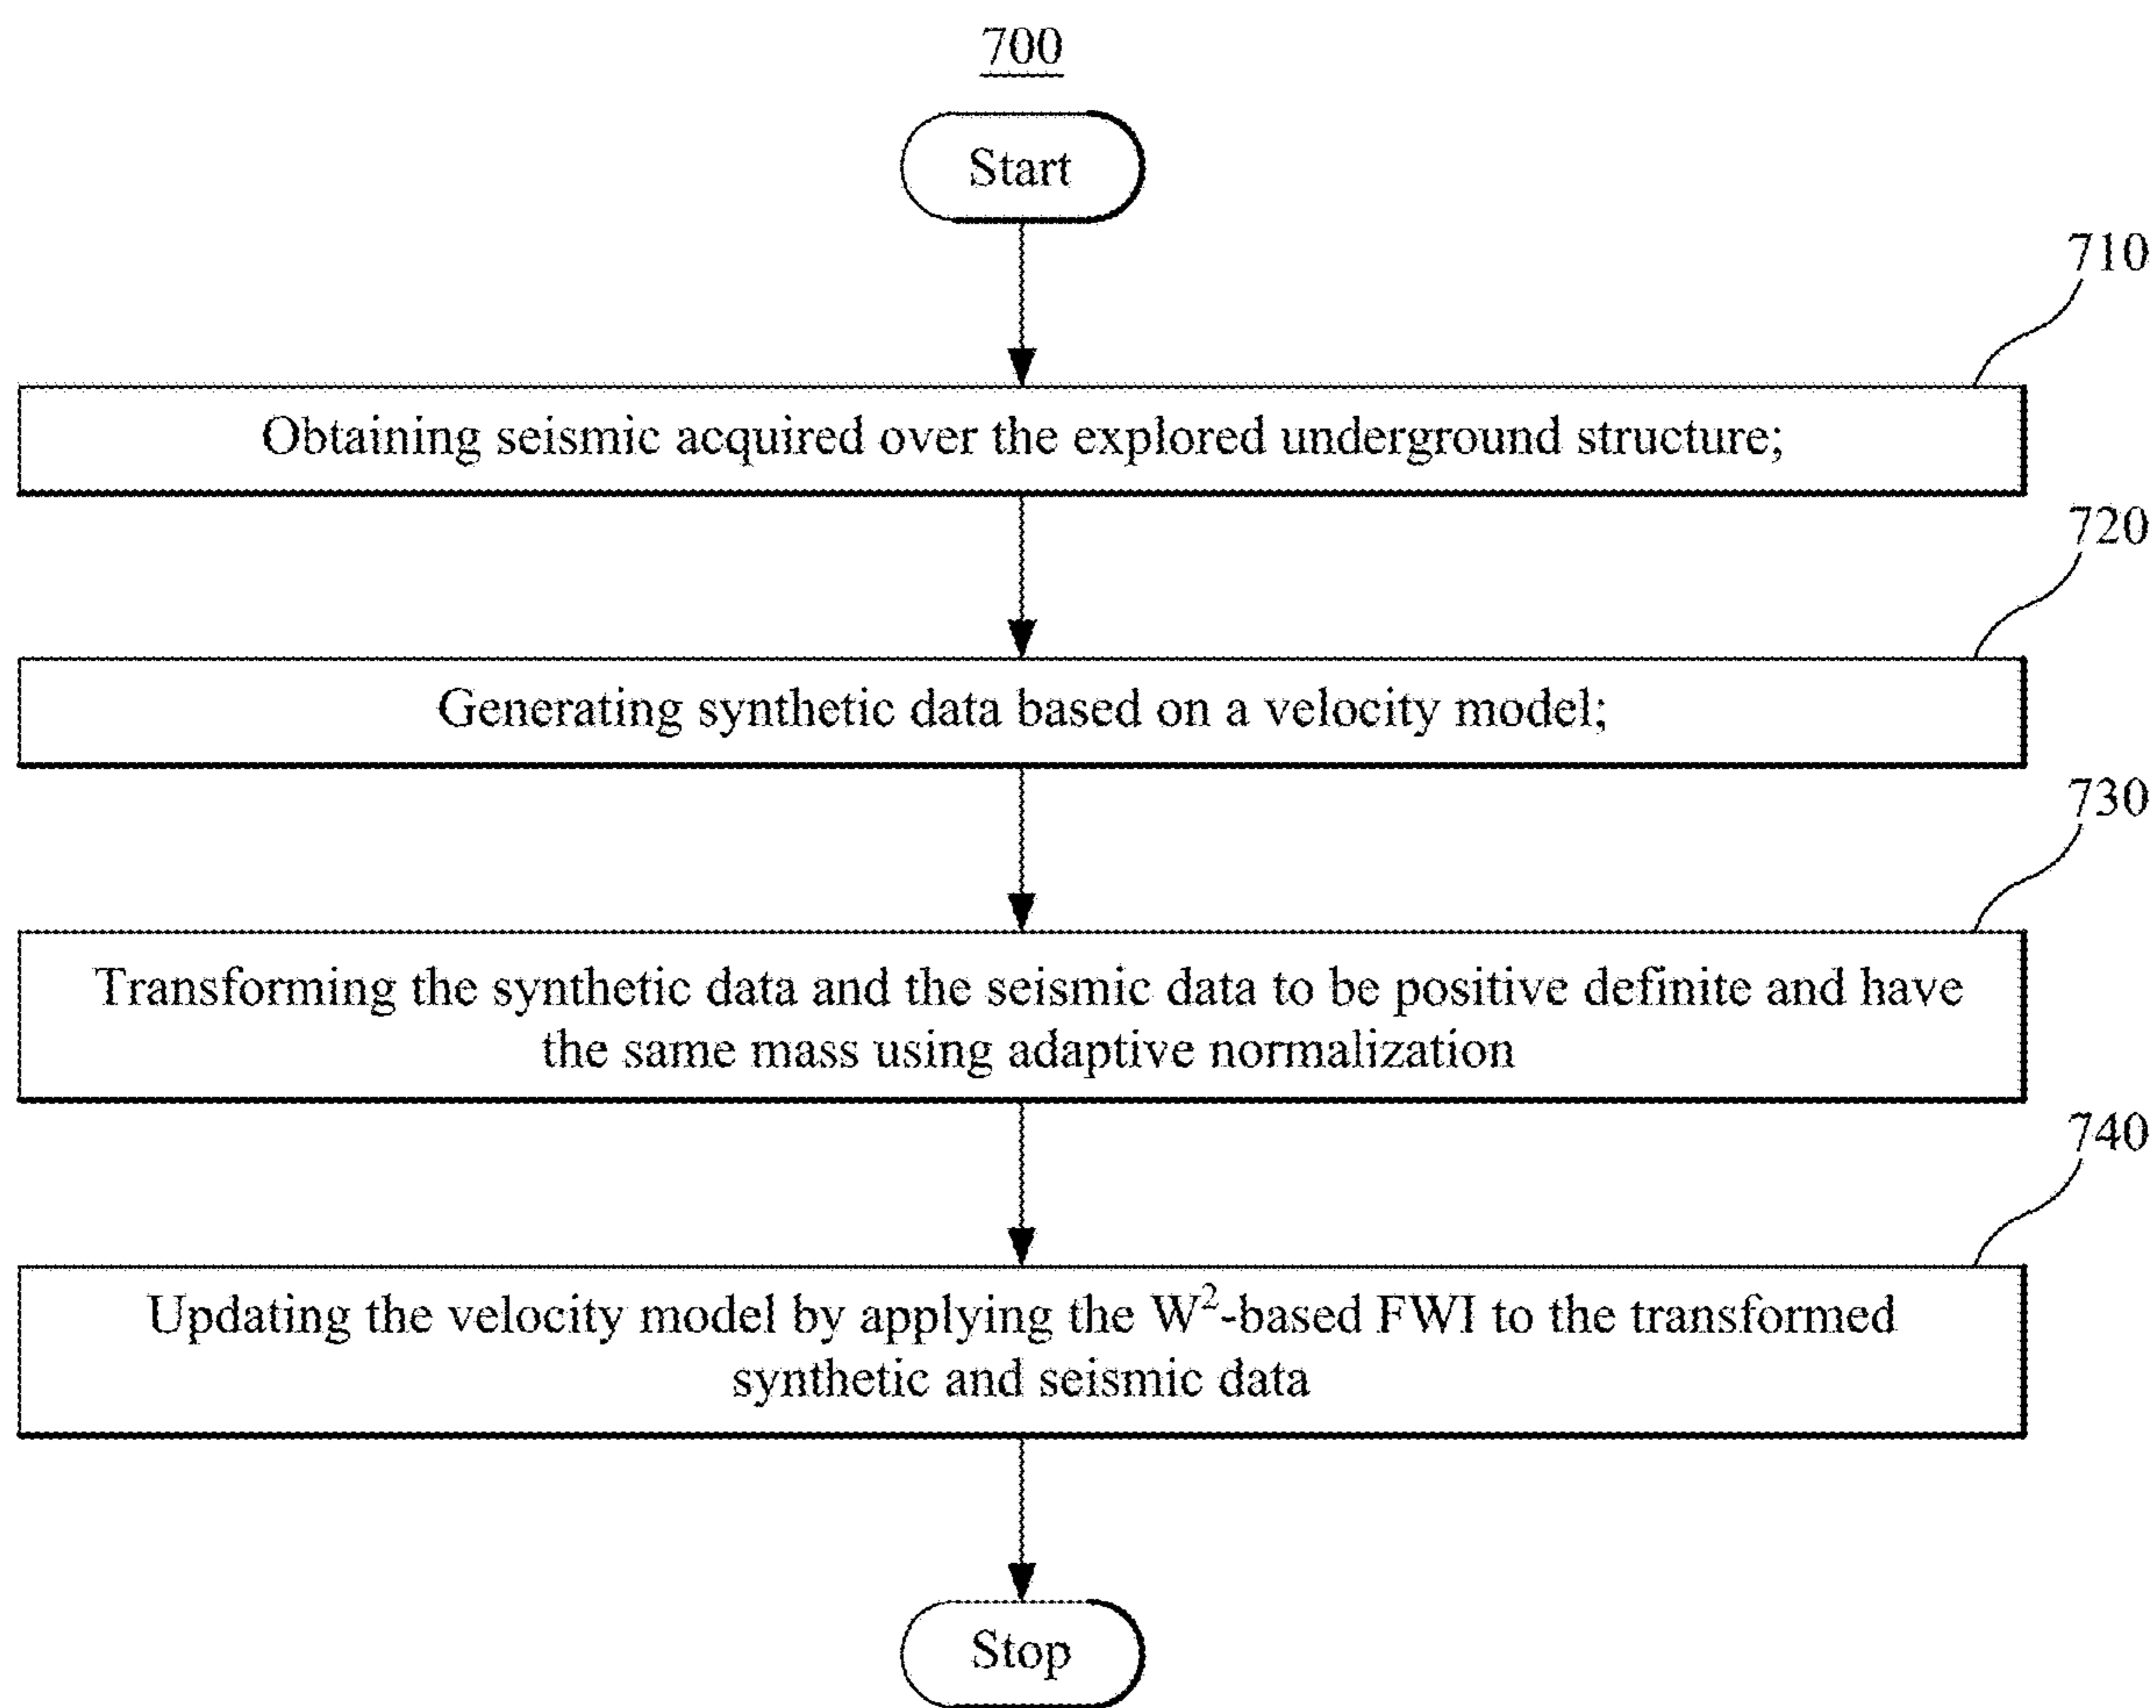 700
Start
710
Obtaining seismic acquired over the explored underground structure;
720
Generating synthetic data based on a velocity model;
730
Transforming the synthetic data and the seismic data to be positive definite and have
the same mass using adaptive normalization
740
Updating the velocity model by applying the W²-based FWI to the transformed
synthetic and seismic data
Stop